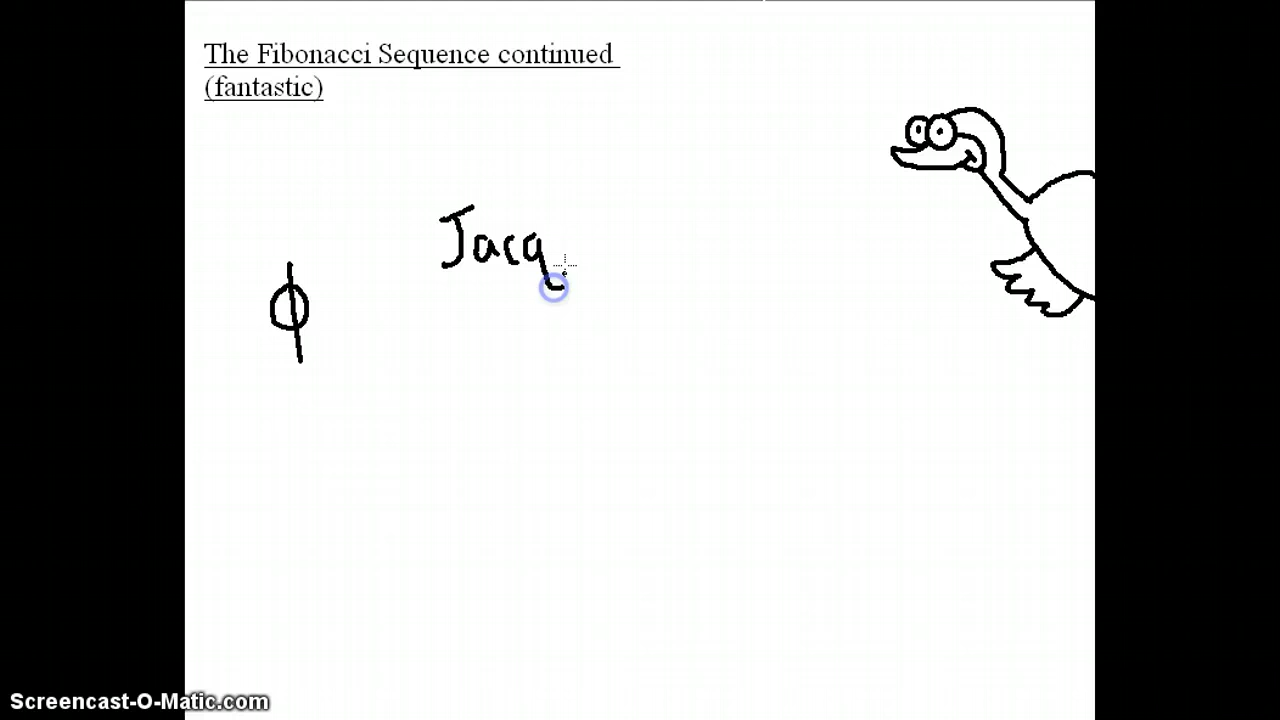 The Fibonacci Sequence continued
(fantastic)
Jacq
ϕ
Screencast-O-Matic.com